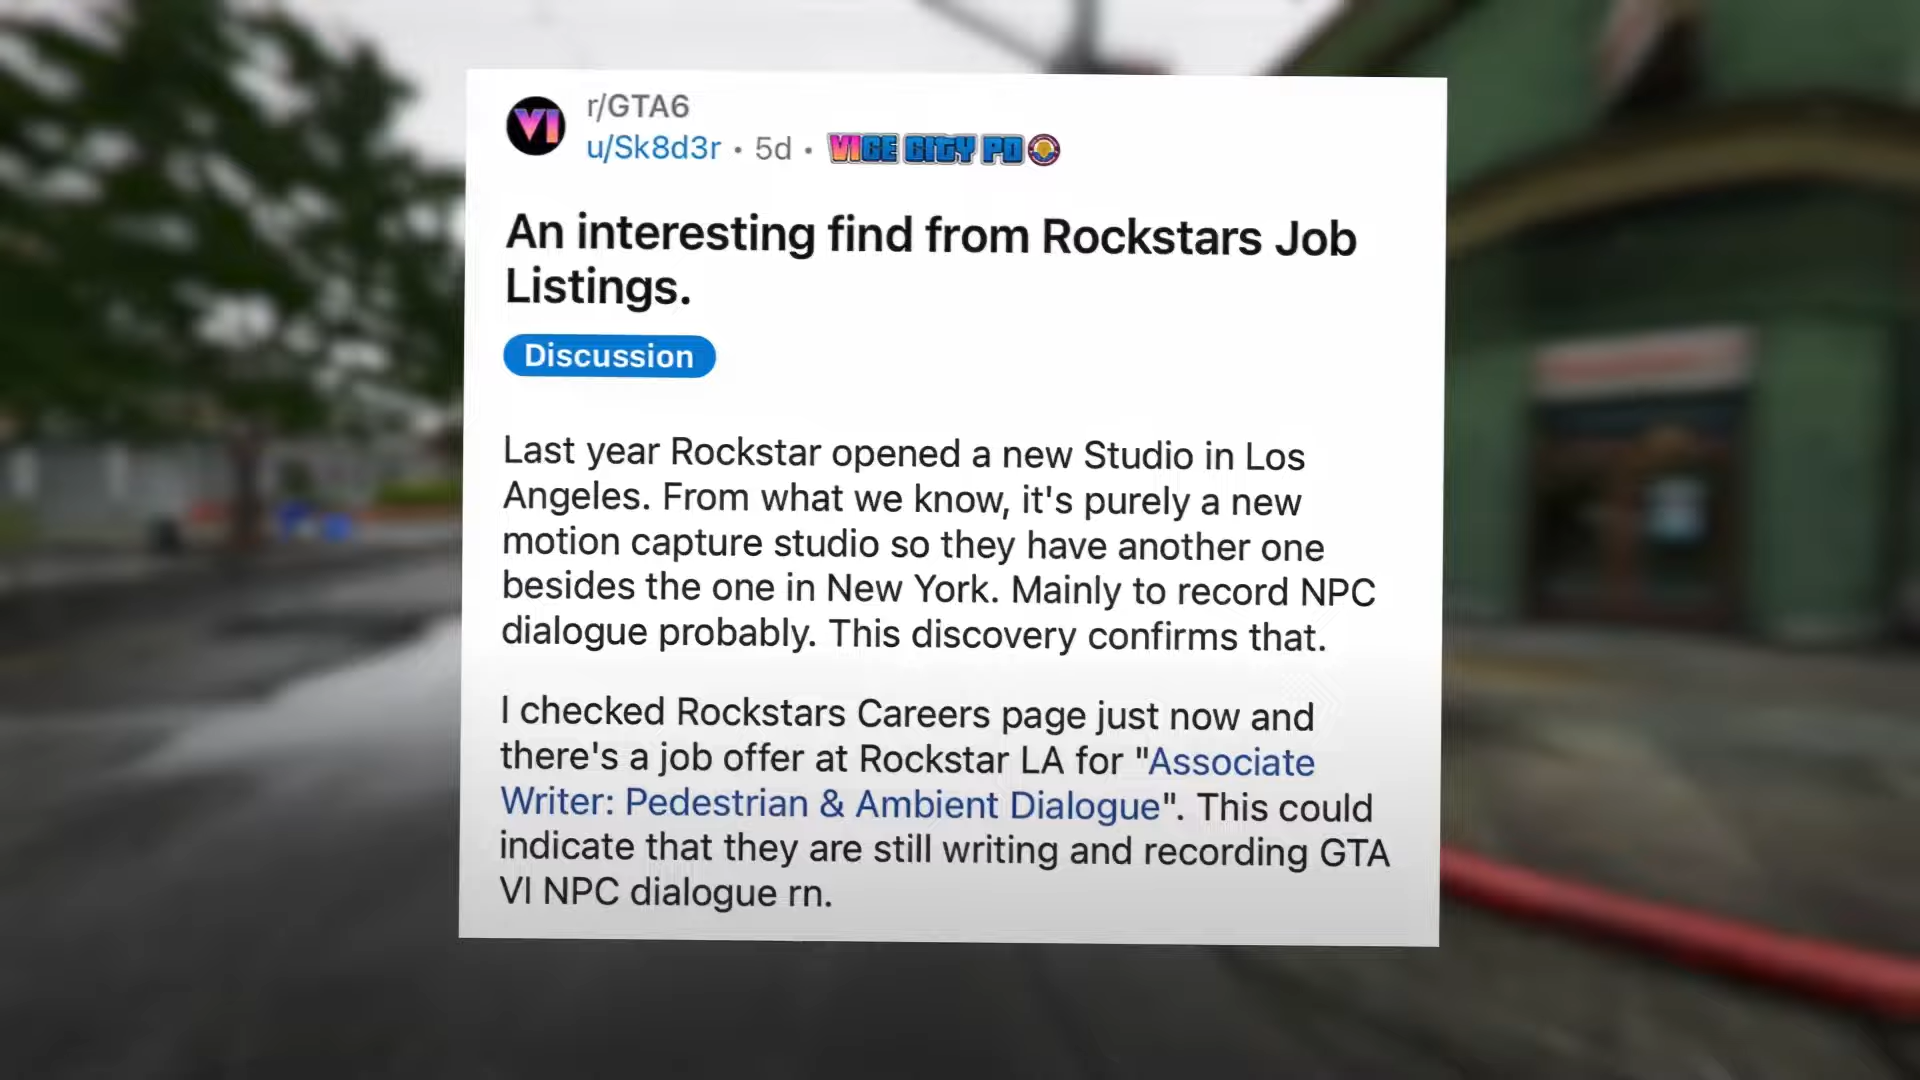 VI
r/GTA6
u/Sk8d3r • 5d • VICE CITY PD
An interesting find from Rockstars Job
Listings.
Discussion
Last year Rockstar opened a new Studio in Los
Angeles. From what we know, it's purely a new
motion capture studio so they have another one
besides the one in New York. Mainly to record NPC
dialogue probably. This discovery confirms that.
I checked Rockstars Careers page just now and
there's a job offer at Rockstar LA for "Associate
Writer: Pedestrian & Ambient Dialogue". This could
indicate that they are still writing and recording GTA
VI NPC dialogue rn.